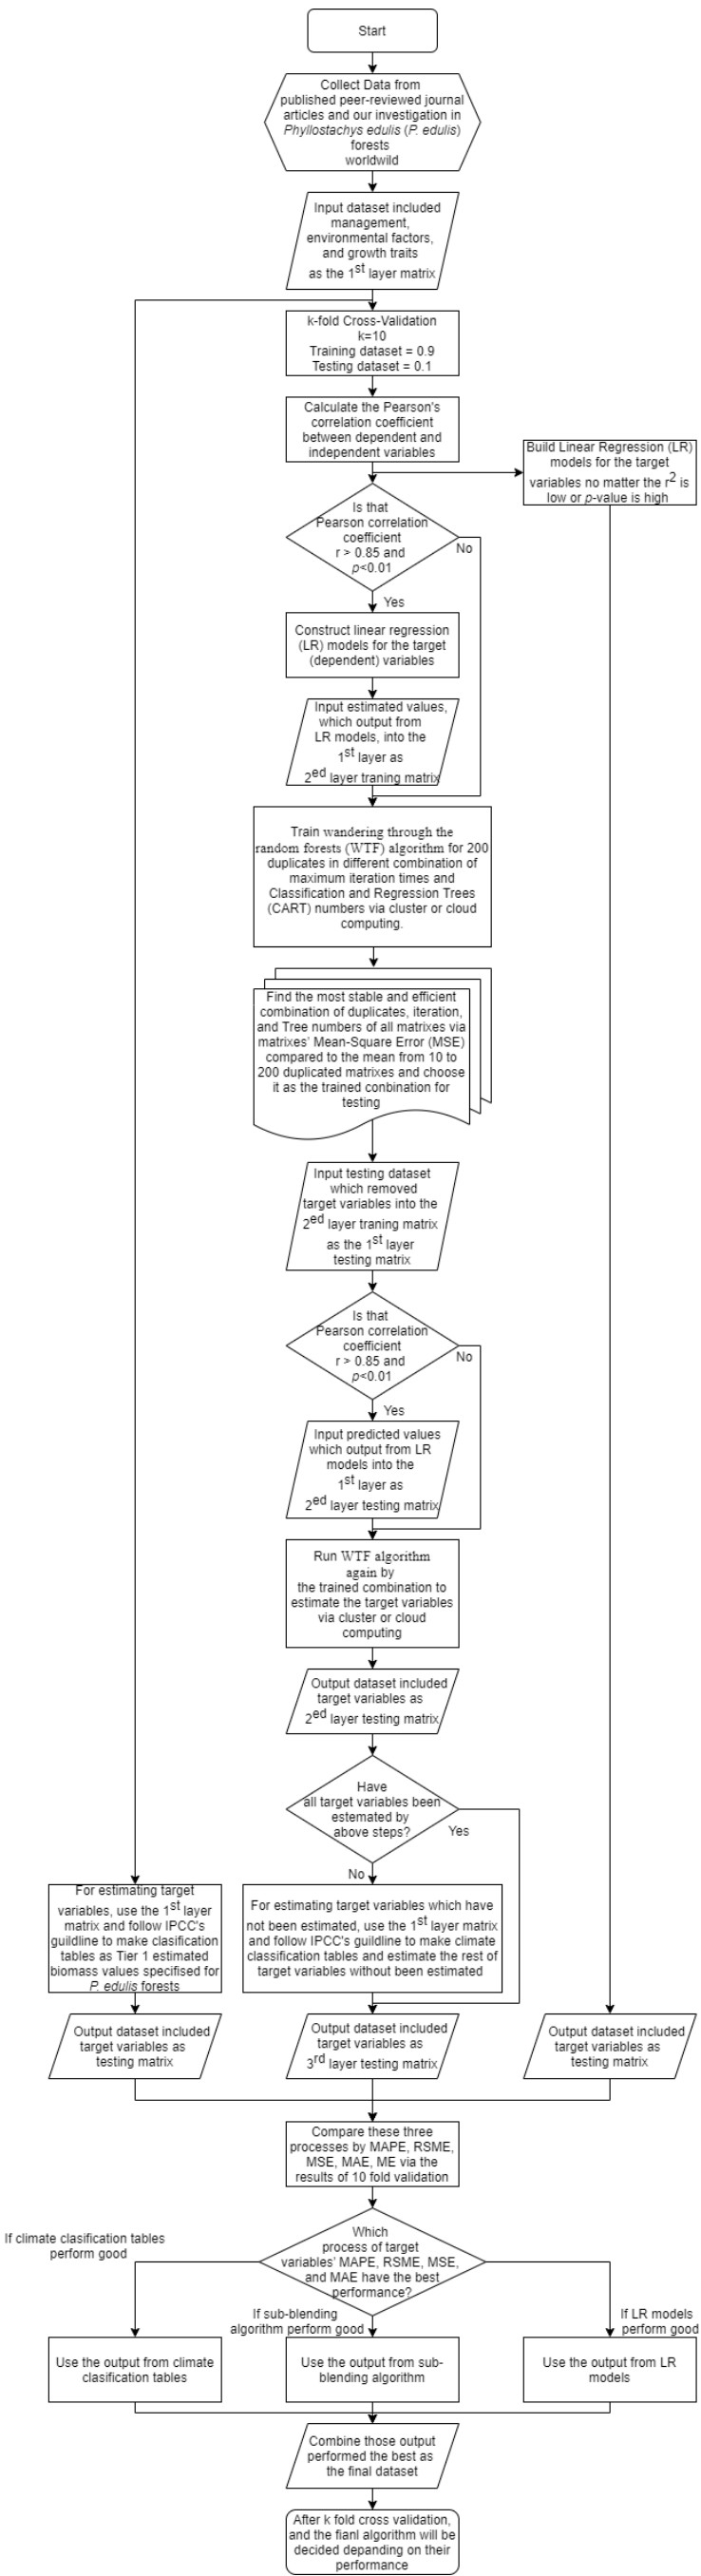 Start
Collect Data from
published peer-reviewed journal
articles and our investigation in
Phyllostachys edulis (P. edulis)
forests
worldwild
Input dataset included
management,
environmental factors,
and growth traits
as the 1st layer matrix
k-fold Cross-Validation
k=10
Training dataset = 0.9
Testing dataset = 0.1
Calculate the Pearson's
correlation coefficient
between dependent and
independent variables
Build Linear Regression (LR)
models for the target
variables no matter the r2 is
low or p-value is high
Is that
Pearson correlation
coefficient
r > 0.85 and
p<0.01
No
Yes
Construct linear regression
(LR) models for the target
(dependent) variables
Input estimated values,
which output from
LR models, into the
1st layer as
2ed layer traning matrix
Train wandering through the
random forests (WTF) algorithm for 200
duplicates in different combination of
maximum iteration times and
Classification and Regression Trees
(CART) numbers via cluster or cloud
computing.
Find the most stable and efficient
combination of duplicates, iteration,
and Tree numbers of all matrixes via
matrixes' Mean-Square Error (MSE)
compared to the mean from 10 to
200 duplicated matrixes and choose
it as the trained conbination for
testing
Input testing dataset
which removed
target variables into the
2ed layer traning matrix
as the 1st layer
testing matrix
Is that
Pearson correlation
coefficient
r > 0.85 and
p<0.01
No
Yes
Input predicted values
which output from LR
models into the
1st layer as
2ed layer testing matrix
Run WTF algorithm
again by
the trained combination to
estimate the target variables
via cluster or cloud
computing
Output dataset included
target variables as
2ed layer testing matrix
Have
all target variables been
estemated by
above steps?
Yes
No
For estimating target
variables, use the 1st layer
matrix and follow IPCC's
guildline to make clasification
tables as Tier 1 estimated
biomass values specifised for
P. edulis forests
For estimating target variables which have
not been estimated, use the 1st layer matrix
and follow IPCC's guildline to make climate
classification tables and estimate the rest of
target variables without been estimated
Output dataset included
target variables as
testing matrix
Output dataset included
target variables as
3rd layer testing matrix
Output dataset included
target variables as
testing matrix
Compare these three
processes by MAPE, RSME,
MSE, MAE, ME via the
results of 10 fold validation
Which
process of target
variables' MAPE, RSME, MSE,
and MAE have the best
performance?
If climate clasification tables
perform good
If sub-blending
algorithm perform good
If LR models
perform good
Use the output from climate
clasification tables
Use the output from sub-
blending algorithm
Use the output from LR
models
Combine those output
performed the best as
the final dataset
After k fold cross validation,
and the fianl algorithm will be
decided depanding on their
performance